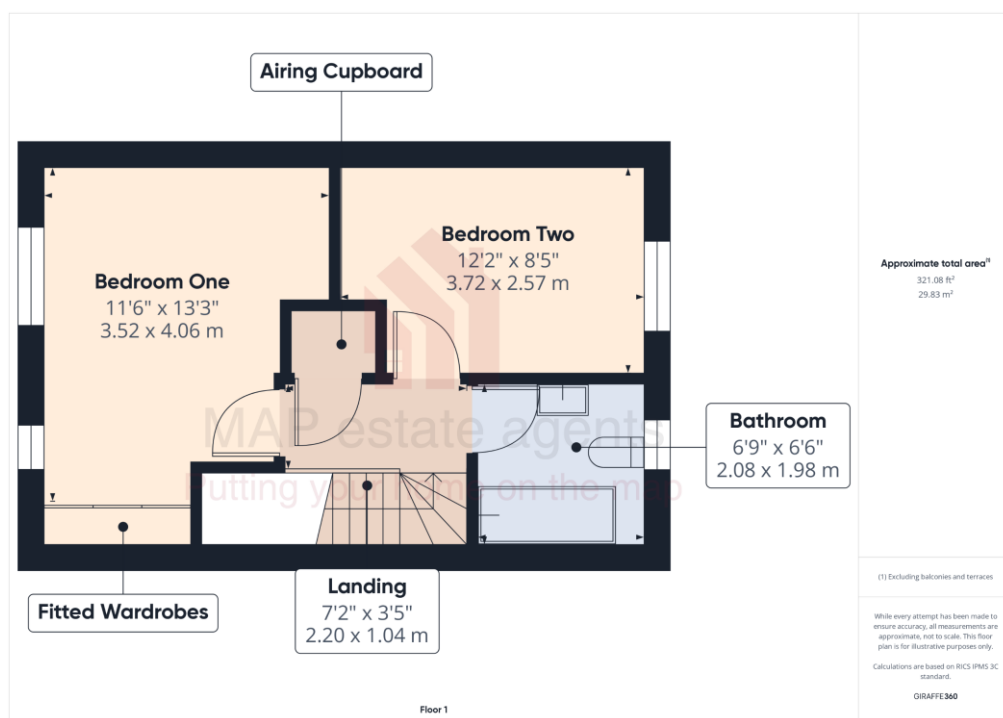 Airing Cupboard
Bedroom One
11'6" x 13'3"
3.52 x 4.06 m
Bedroom Two
12'2" x 8'5"
3.72 x 2.57 m
MAP estate agents
Putting your home on the map
Bathroom
6'9" x 6'6"
2.08 x 1.98 m
Fitted Wardrobes
Landing
7'2" x 3'5"
2.20 x 1.04 m
Floor 1
Approximate total area⁽¹⁾
321.08 ft²
29.83 m²
(1) Excluding balconies and terraces
While every attempt has been made to
ensure accuracy, all measurements are
approximate, not to scale. This floor
plan is for illustrative purposes only.
Calculations are based on RICS IPMS 3C
standard.
GIRAFFE360